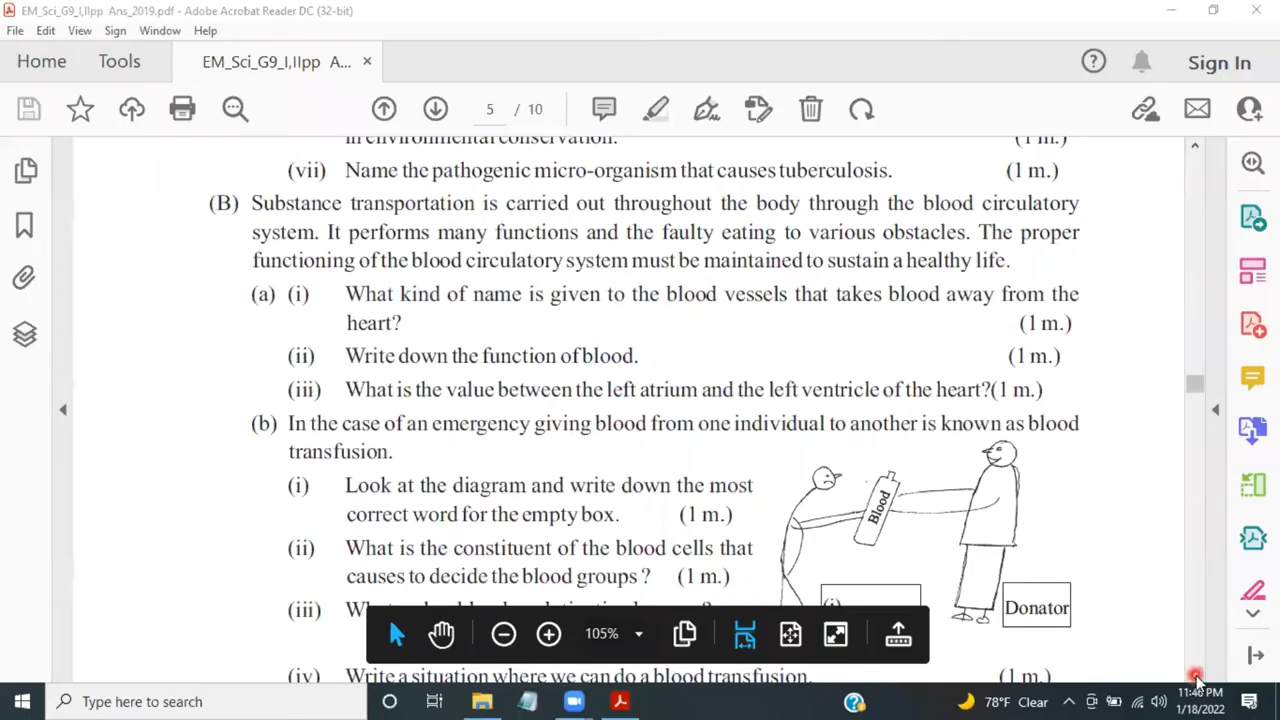 EM_Sci_G9_I,IIpp Ans_2019.pdf - Adobe Acrobat Reader DC (32-bit)
File Edit View Sign Window Help
Home Tools EM_Sci_G9_I,IIpp A... × Sign In
5 / 10
in environmental conservation. (1 m.)
(vii) Name the pathogenic micro-organism that causes tuberculosis. (1 m.)
(B) Substance transportation is carried out throughout the body through the blood circulatory
system. It performs many functions and the faulty eating to various obstacles. The proper
functioning of the blood circulatory system must be maintained to sustain a healthy life.
(a) (i) What kind of name is given to the blood vessels that takes blood away from the
heart? (1 m.)
(ii) Write down the function of blood. (1 m.)
(iii) What is the value between the left atrium and the left ventricle of the heart?(1 m.)
(b) In the case of an emergency giving blood from one individual to another is known as blood
transfusion.
(i) Look at the diagram and write down the most
correct word for the empty box. (1 m.)
(ii) What is the constituent of the blood cells that
causes to decide the blood groups ? (1 m.)
Blood
(i)
Donator
(iii)
105%
(iv) Write a situation where we can do a blood transfusion. (1 m.)
Type here to search
78°F Clear
11:46 PM
1/18/2022